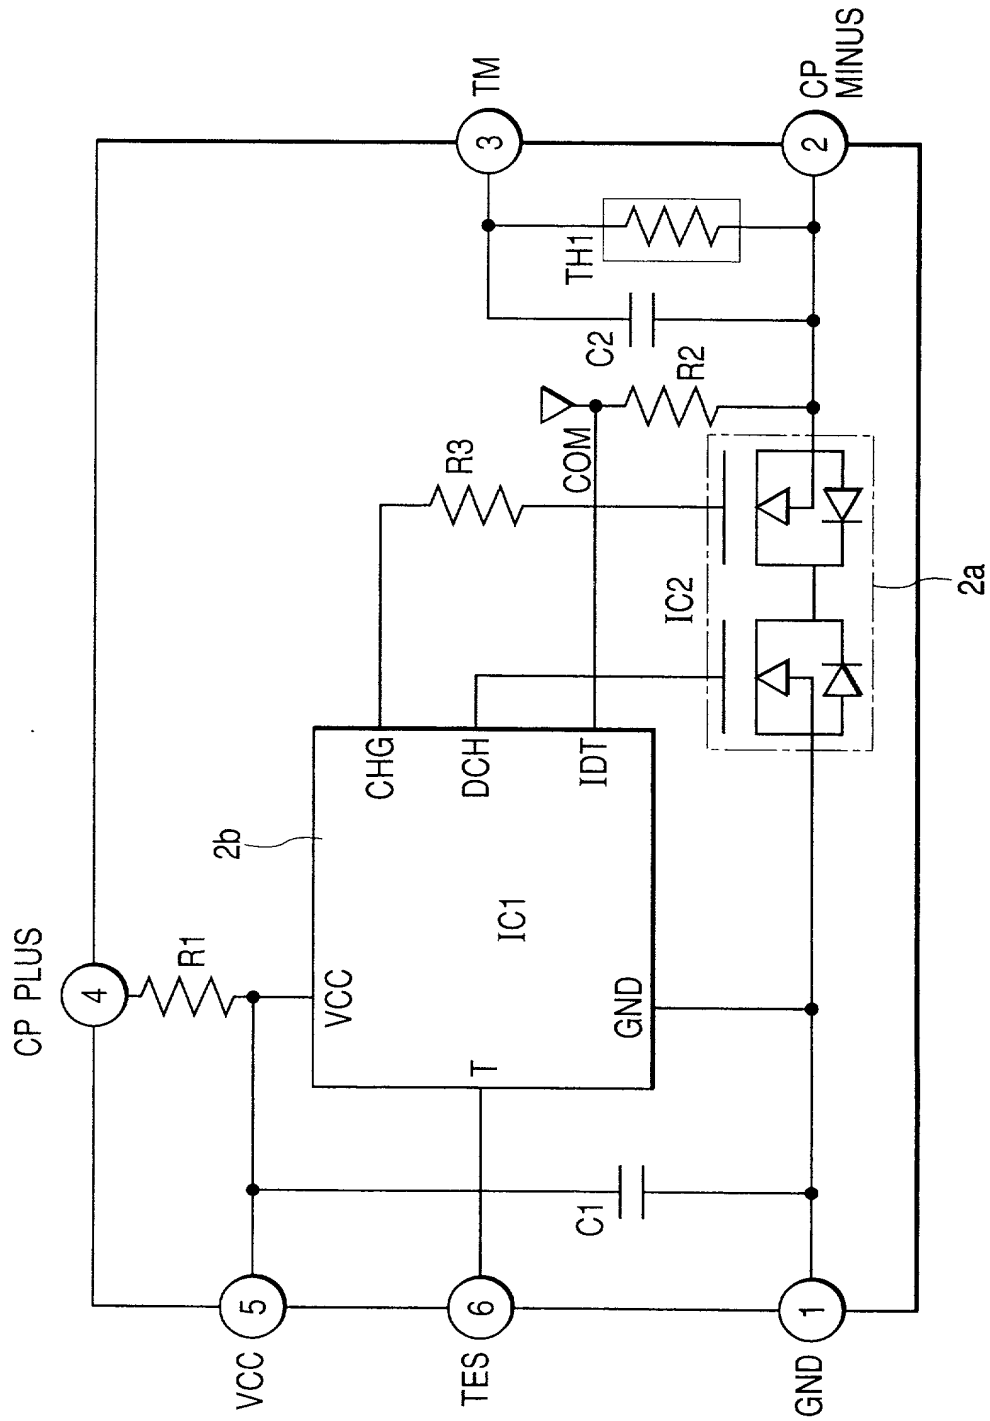 CP PLUS
4
R1
VCC
5
TES
6
GND
1
VCC
T
GND
IC1
2b
CHG
DCH
IDT
C1
R3
COM
R2
C2
TH1
TM
3
CP
MINUS
2
IC2
2a